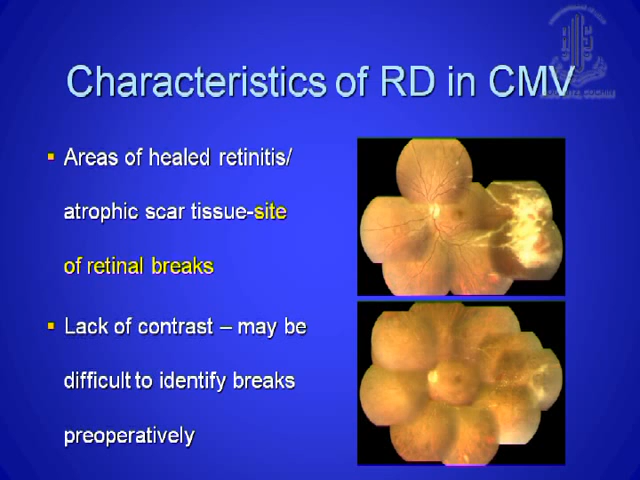 Characteristics of RD in CMV
Areas of healed retinitis/
atrophic scar tissue-site
of retinal breaks
Lack of contrast – may be
difficult to identify breaks
preoperatively